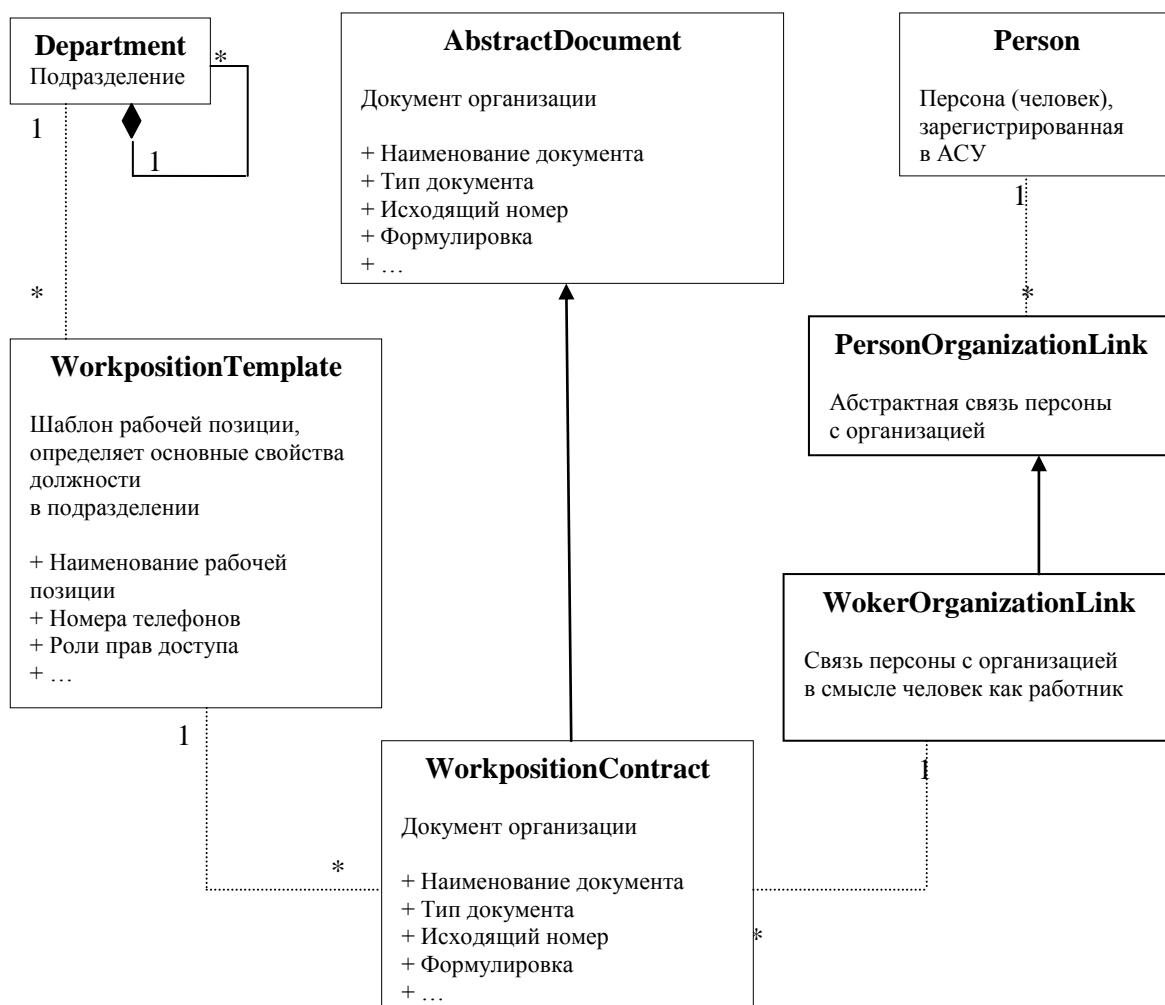 Department
Подразделение
*
1
1
*
AbstractDocument
Документ организации
+ Наименование документа
+ Тип документа
+ Исходящий номер
+ Формулировка
+ …
Person
Персона (человек),
зарегистрированная
в АСУ
1
*
WorkpositionTemplate
Шаблон рабочей позиции,
определяет основные свойства
должности
в подразделении
+ Наименование рабочей
позиции
+ Номера телефонов
+ Роли прав доступа
+ …
1
*
PersonOrganizationLink
Абстрактная связь персоны
с организацией
WokerOrganizationLink
Связь персоны с организацией
в смысле человек как работник
1
*
WorkpositionContract
Документ организации
+ Наименование документа
+ Тип документа
+ Исходящий номер
+ Формулировка
+ …